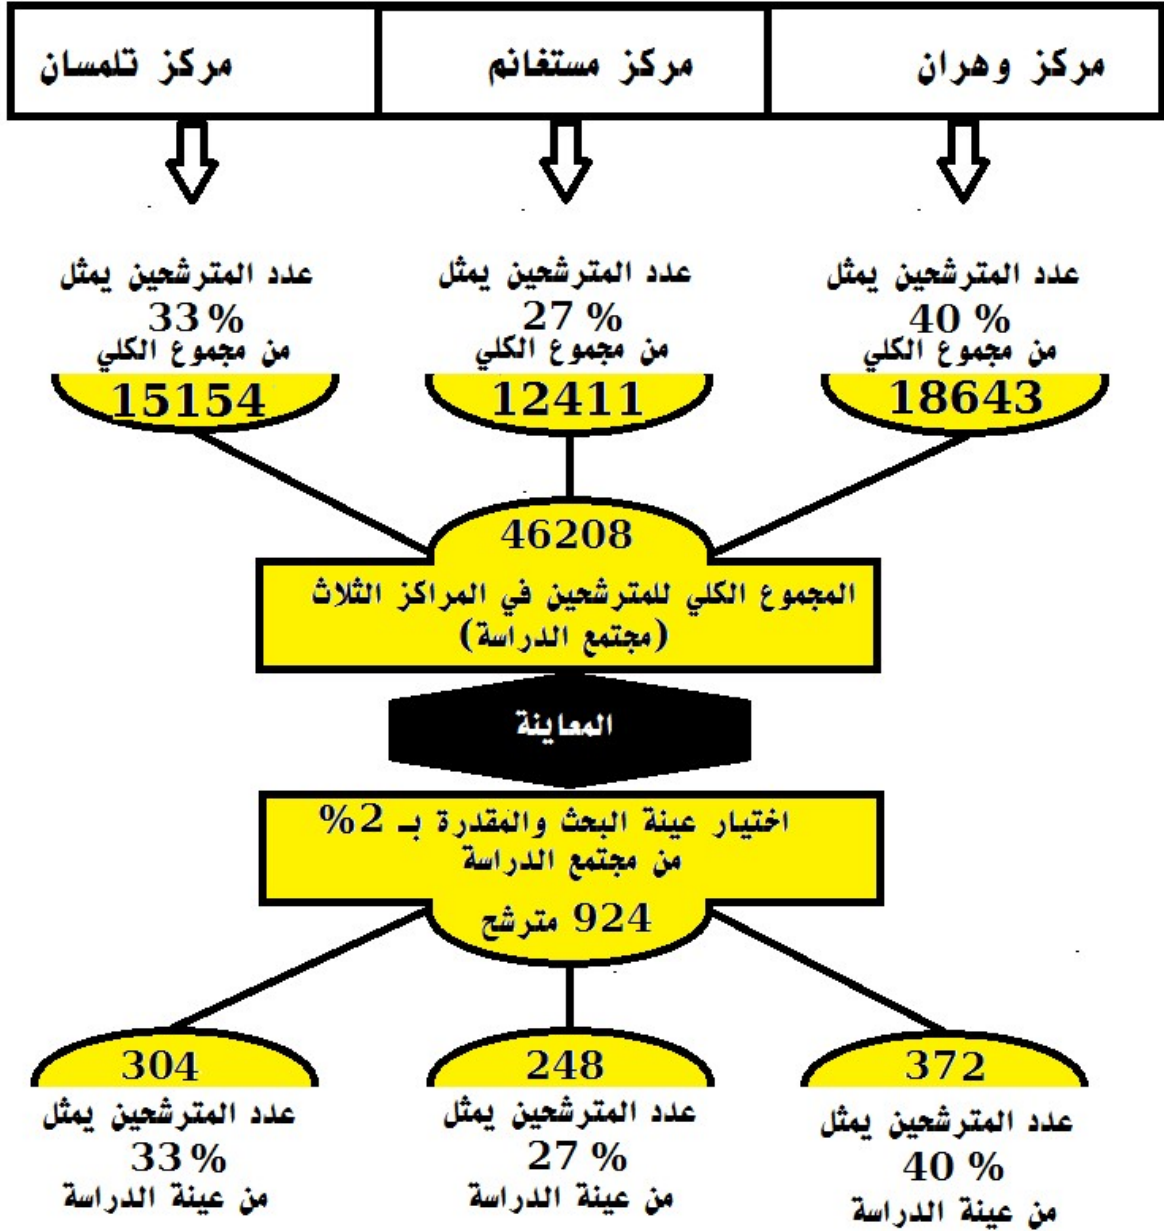 مركز وهران
مركز مستغانم
مركز تلمسان
عدد المترشحين يمثل
40 %
من مجموع الكلي
18643
عدد المترشحين يمثل
27 %
من مجموع الكلي
12411
عدد المترشحين يمثل
33 %
من مجموع الكلي
15154
46208
المجموع الكلي للمترشحين في المراكز الثلاث
(مجتمع الدراسة)
المعاينة
اختيار عينة البحث والمقدرة بـ 2%
من مجتمع الدراسة
924 مترشح
372
عدد المترشحين يمثل
40 %
من عينة الدراسة
248
عدد المترشحين يمثل
27 %
من عينة الدراسة
304
عدد المترشحين يمثل
33 %
من عينة الدراسة